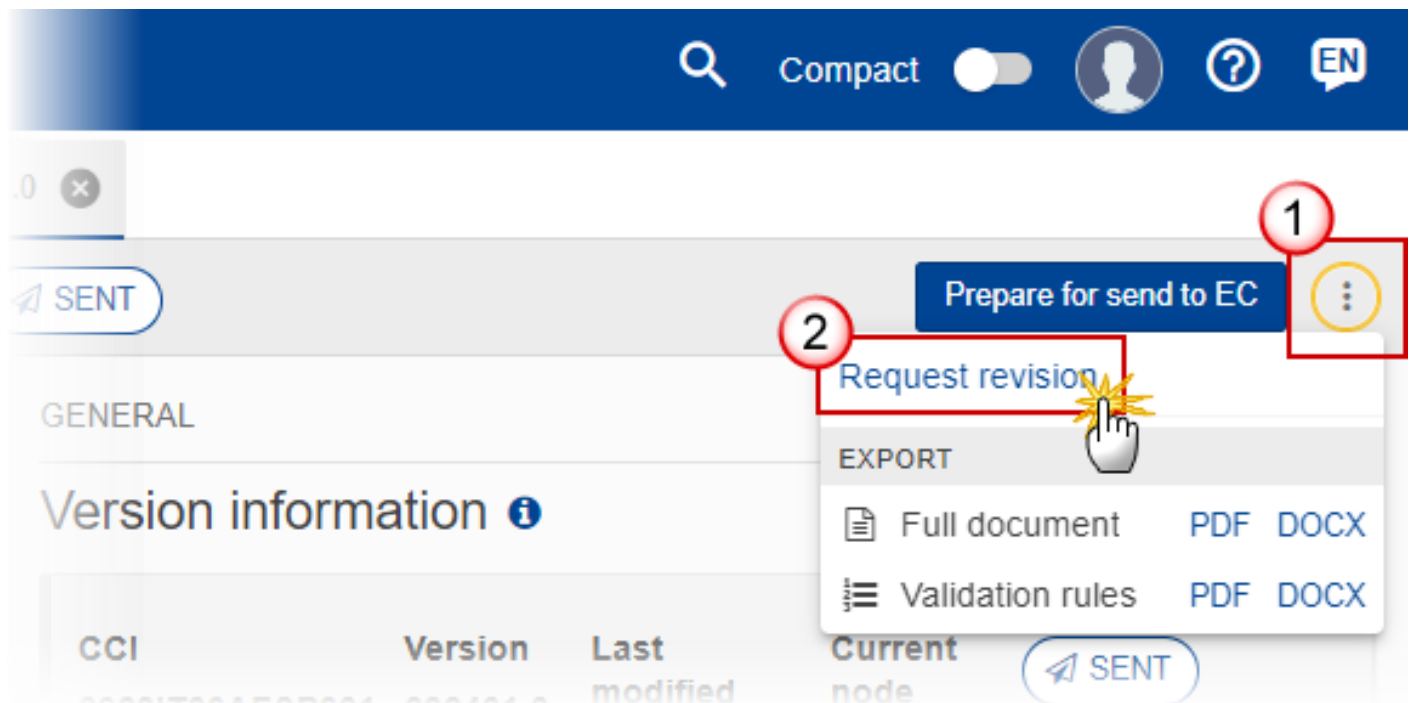 Compact EN
.0
1
SENT Prepare for send to EC
2
Request revision
GENERAL
EXPORT
Version information
Full document PDF DOCX
Validation rules PDF DOCX
CCI Version Last modified Current node SENT